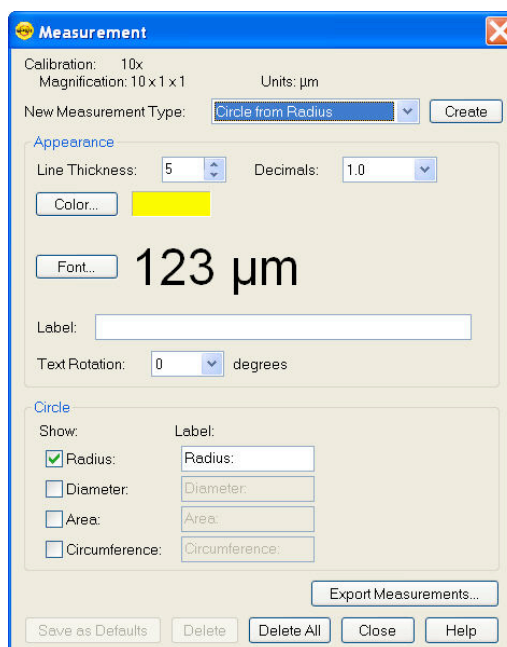 Measurement
Calibration: 10x
Magnification: 10 x 1 x 1 Units: µm
New Measurement Type: Circle from Radius Create
Appearance
Line Thickness: 5 Decimals: 1.0
Color...
Font... 123 µm
Label:
Text Rotation: 0 degrees
Circle
Show: Label:
Radius: Radius:
Diameter: Diameter:
Area: Area:
Circumference: Circumference:
Export Measurements...
Save as Defaults Delete Delete All Close Help